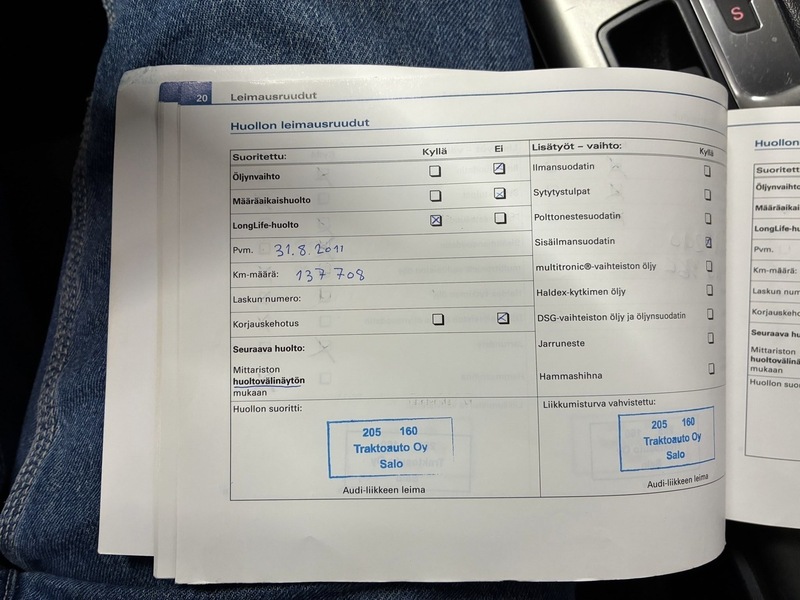 S
20 Leimausruudut
Huollon leimausruudut
Suoritettu: Kyllä Ei
Öljynvaihto
Määräaikaishuolto
LongLife-huolto
Pvm. 31.8.2011
Km-määrä: 137 708
Laskun numero:
Korjauskehotus
Seuraava huolto:
Mittariston
huoltovälinäytön
mukaan
Huollon suoritti:
205 160
Traktoauto Oy
Salo
Audi-liikkeen leima
Lisätyöt – vaihto: Kyllä
Ilmansuodatin
Sytytystulpat
Polttonestesuodatin
Sisäilmansuodatin
multitronic®-vaihteiston öljy
Haldex-kytkimen öljy
DSG-vaihteiston öljy ja öljynsuodatin
Jarruneste
Hammashihna
Liikkumisturva vahvistettu:
205 160
Traktoauto Oy
Salo
Audi-liikkeen leima
Huollon
Suoritett
Öljynvaihto
Määräaikai
LongLife-hu
Pvm.
Km-määrä:
Laskun num
Korjauskeho
Seuraava hu
Mittariston
huoltovälinä
mukaan
Huollon suor